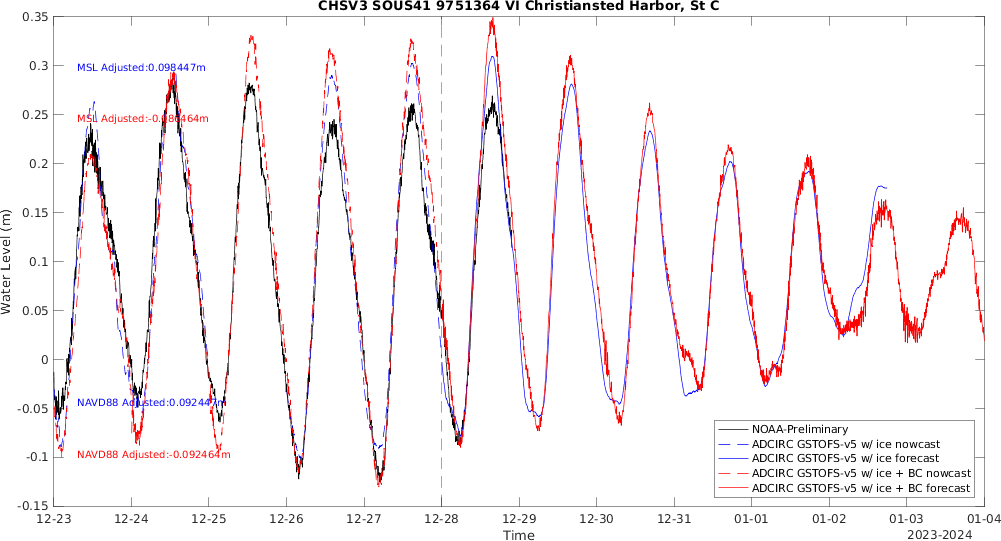 CHSV3 SOUS41 9751364 VI Christiansted Harbor, St C
0.35
0.3
0.25
0.2
0.15
0.1
0.05
0
-0.05
-0.1
-0.15
Water Level (m)
MSL Adjusted:0.098447m
MSL Adjusted:-0.086464m
NAVD88 Adjusted:0.092447m
NAVD88 Adjusted:-0.092464m
NOAA-Preliminary
ADCIRC GSTOFS-v5 w/ ice nowcast
ADCIRC GSTOFS-v5 w/ ice forecast
ADCIRC GSTOFS-v5 w/ ice + BC nowcast
ADCIRC GSTOFS-v5 w/ ice + BC forecast
12-23 12-24 12-25 12-26 12-27 12-28 12-29 12-30 12-31 01-01 01-02 01-03 01-04
Time
2023-2024